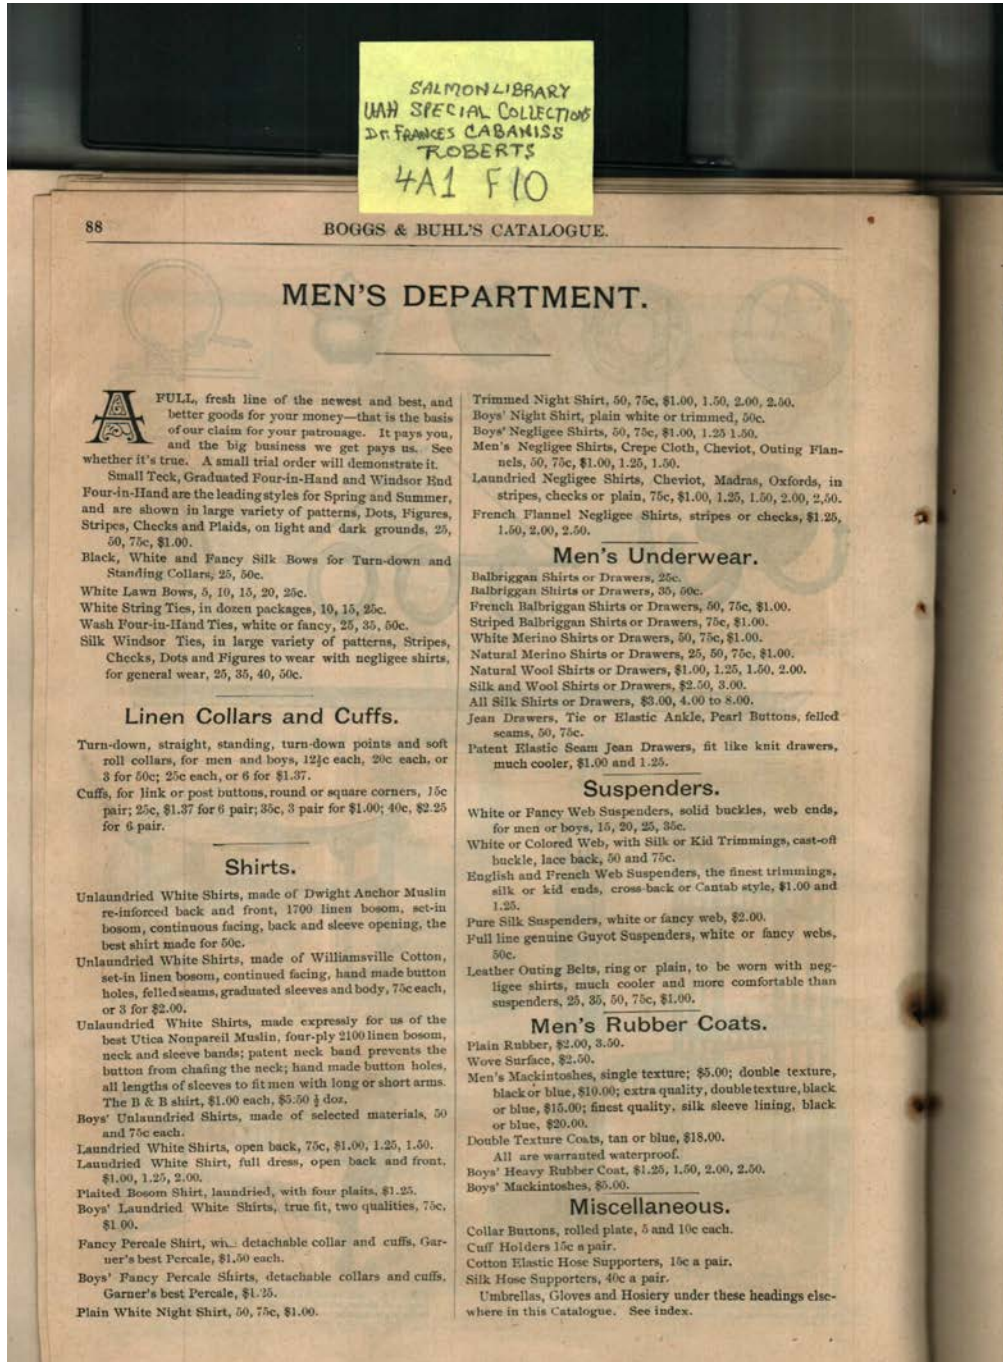 SALMON LIBRARY
UAH SPECIAL COLLECTIONS
Dr. FRANCES CABANISS
ROBERTS
4A1 F10
88
BOGGS & BUHL'S CATALOGUE.
MEN'S DEPARTMENT.
A FULL, fresh line of the newest and best, and
better goods for your money—that is the basis
of our claim for your patronage. It pays you,
and the big business we get pays us. See
whether it's true. A small trial order will demonstrate it.
Small Teck, Graduated Four-in-Hand and Windsor End
Four-in-Hand are the leading styles for Spring and Summer,
and are shown in large variety of patterns, Dots, Figures,
Stripes, Checks and Plaids, on light and dark grounds, 25,
50, 75c, $1.00.
Black, White and Fancy Silk Bows for Turn-down and
Standing Collars, 25, 50c.
White Lawn Bows, 5, 10, 15, 20, 25c.
White String Ties, in dozen packages, 10, 15, 25c.
Wash Four-in-Hand Ties, white or fancy, 25, 35, 50c.
Silk Windsor Ties, in large variety of patterns, Stripes,
Checks, Dots and Figures to wear with negligee shirts,
for general wear, 25, 35, 40, 50c.
Linen Collars and Cuffs.
Turn-down, straight, standing, turn-down points and soft
roll collars, for men and boys, 12½c each, 20c each, or
3 for 50c; 25c each, or 6 for $1.37.
Cuffs, for link or post buttons, round or square corners, 15c
pair; 25c, $1.37 for 6 pair; 35c, 3 pair for $1.00; 40c, $2.25
for 6 pair.
Shirts.
Unlaundried White Shirts, made of Dwight Anchor Muslin
re-inforced back and front, 1700 linen bosom, set-in
bosom, continuous facing, back and sleeve opening, the
best shirt made for 50c.
Unlaundried White Shirts, made of Williamsville Cotton,
set-in linen bosom, continued facing, hand made button
holes, felled seams, graduated sleeves and body, 75c each,
or 3 for $2.00.
Unlaundried White Shirts, made expressly for us of the
best Utica Nonpareil Muslin, four-ply 2100 linen bosom,
neck and sleeve bands; patent neck band prevents the
button from chafing the neck; hand made button holes,
all lengths of sleeves to fit men with long or short arms.
The B & B shirt, $1.00 each, $5.50 ½ doz.
Boys' Unlaundried Shirts, made of selected materials, 50
and 75c each.
Laundried White Shirts, open back, 75c, $1.00, 1.25, 1.50.
Laundried White Shirt, full dress, open back and front,
$1.00, 1.25, 2.00.
Plaited Bosom Shirt, laundried, with four plaits, $1.25.
Boys' Laundried White Shirts, true fit, two qualities, 75c,
$1.00.
Fancy Percale Shirt, with detachable collar and cuffs, Gar-
ner's best Percale, $1.50 each.
Boys' Fancy Percale Shirts, detachable collars and cuffs,
Garner's best Percale, $1.25.
Plain White Night Shirt, 50, 75c, $1.00.
Trimmed Night Shirt, 50, 75c, $1.00, 1.50, 2.00, 2.50.
Boys' Night Shirt, plain white or trimmed, 50c.
Boys' Negligee Shirts, 50, 75c, $1.00, 1.25 1.50.
Men's Negligee Shirts, Crepe Cloth, Cheviot, Outing Flan-
nels, 50, 75c, $1.00, 1.25, 1.50.
Laundried Negligee Shirts, Cheviot, Madras, Oxfords, in
stripes, checks or plain, 75c, $1.00, 1.25, 1.50, 2.00, 2.50.
French Flannel Negligee Shirts, stripes or checks, $1.25,
1.50, 2.00, 2.50.
Men's Underwear.
Balbriggan Shirts or Drawers, 25c.
Balbriggan Shirts or Drawers, 35, 50c.
French Balbriggan Shirts or Drawers, 50, 75c, $1.00.
Striped Balbriggan Shirts or Drawers, 75c, $1.00.
White Merino Shirts or Drawers, 50, 75c, $1.00.
Natural Merino Shirts or Drawers, 25, 50, 75c, $1.00.
Natural Wool Shirts or Drawers, $1.00, 1.25, 1.50, 2.00.
Silk and Wool Shirts or Drawers, $2.50, 3.00.
All Silk Shirts or Drawers, $3.00, 4.00 to 8.00.
Jean Drawers, Tie or Elastic Ankle, Pearl Buttons, felled
seams, 50, 75c.
Patent Elastic Seam Jean Drawers, fit like knit drawers,
much cooler, $1.00 and 1.25.
Suspenders.
White or Fancy Web Suspenders, solid buckles, web ends,
for men or boys, 15, 20, 25, 35c.
White or Colored Web, with Silk or Kid Trimmings, cast-off
buckle, lace back, 50 and 75c.
English and French Web Suspenders, the finest trimmings,
silk or kid ends, cross-back or Cantab style, $1.00 and
1.25.
Pure Silk Suspenders, white or fancy web, $2.00.
Full line genuine Guyot Suspenders, white or fancy webs,
50c.
Leather Outing Belts, ring or plain, to be worn with neg-
ligee shirts, much cooler and more comfortable than
suspenders, 25, 35, 50, 75c, $1.00.
Men's Rubber Coats.
Plain Rubber, $2.00, 3.50.
Wove Surface, $2.50.
Men's Mackintoshes, single texture; $5.00; double texture,
black or blue, $10.00; extra quality, double texture, black
or blue, $15.00; finest quality, silk sleeve lining, black
or blue, $20.00.
Double Texture Coats, tan or blue, $18.00.
All are warranted waterproof.
Boys' Heavy Rubber Coat, $1.25, 1.50, 2.00, 2.50.
Boys' Mackintoshes, $5.00.
Miscellaneous.
Collar Buttons, rolled plate, 5 and 10c each.
Cuff Holders 15c a pair.
Cotton Elastic Hose Supporters, 15c a pair.
Silk Hose Supporters, 40c a pair.
Umbrellas, Gloves and Hosiery under these headings else-
where in this Catalogue. See index.